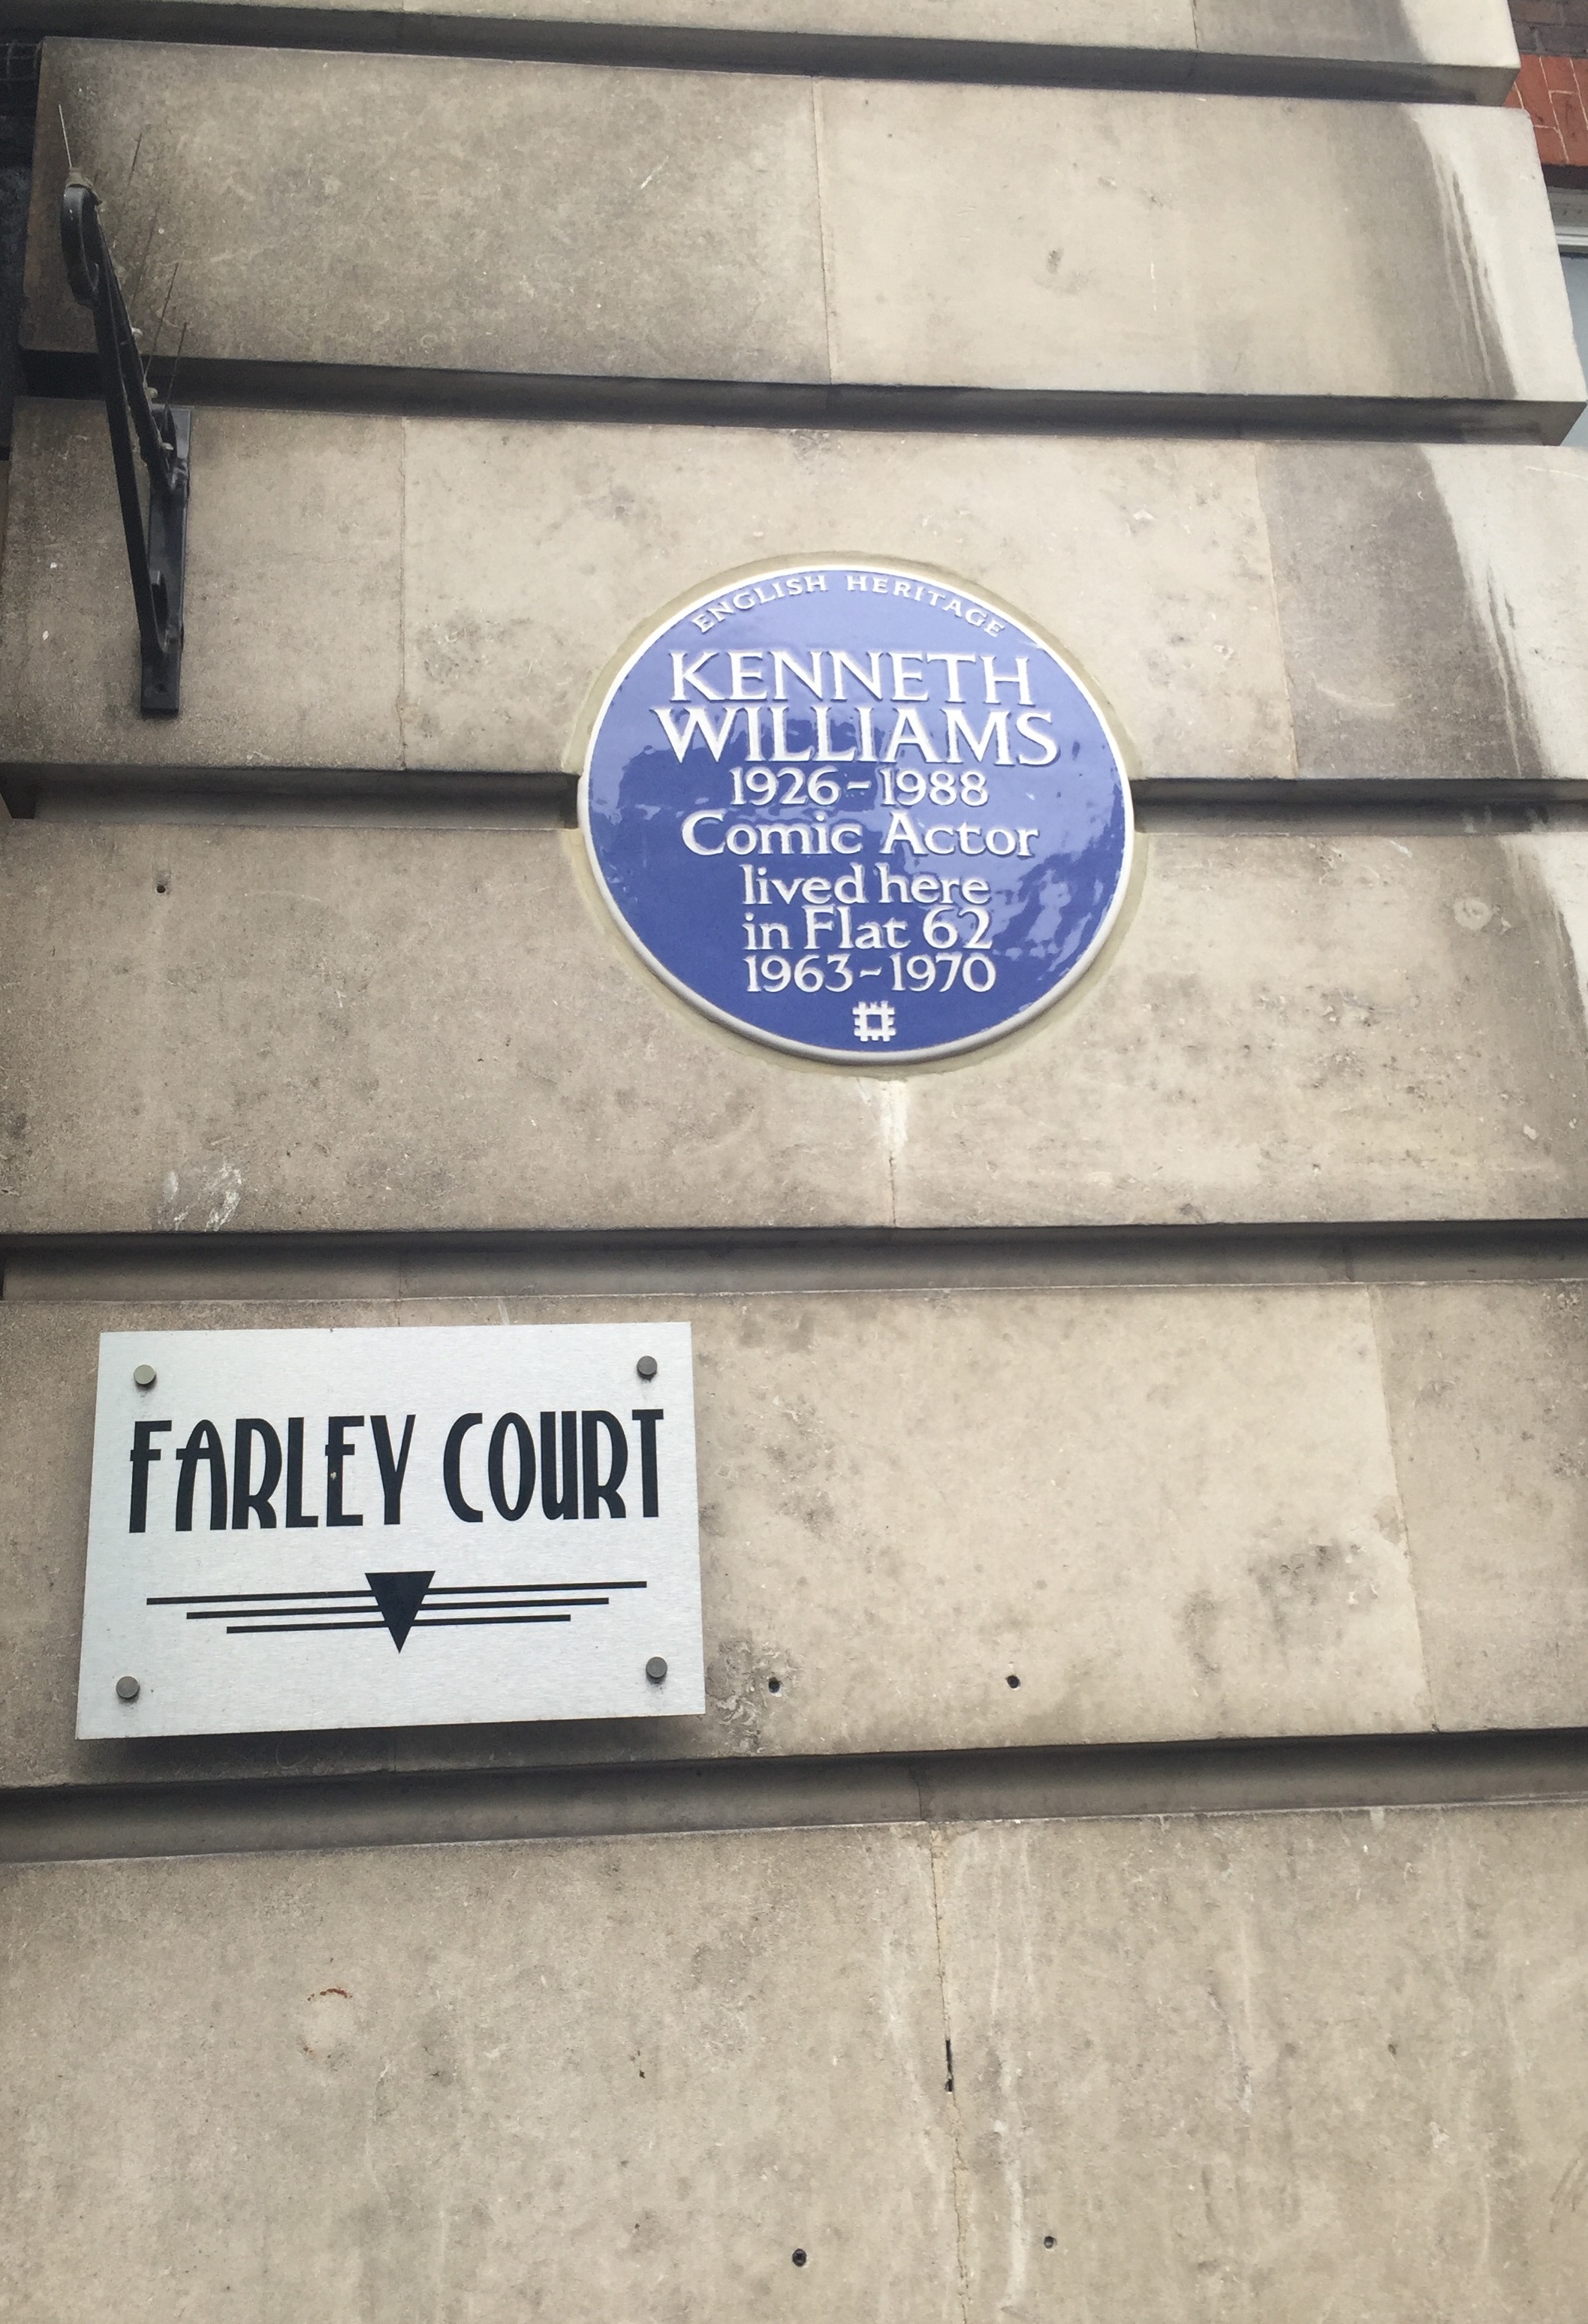 ENGLISH HERITAGE
KENNETH
WILLIAMS
1926-1988
Comic Actor
lived here
in Flat 62
1963-1970
FARLEY COURT